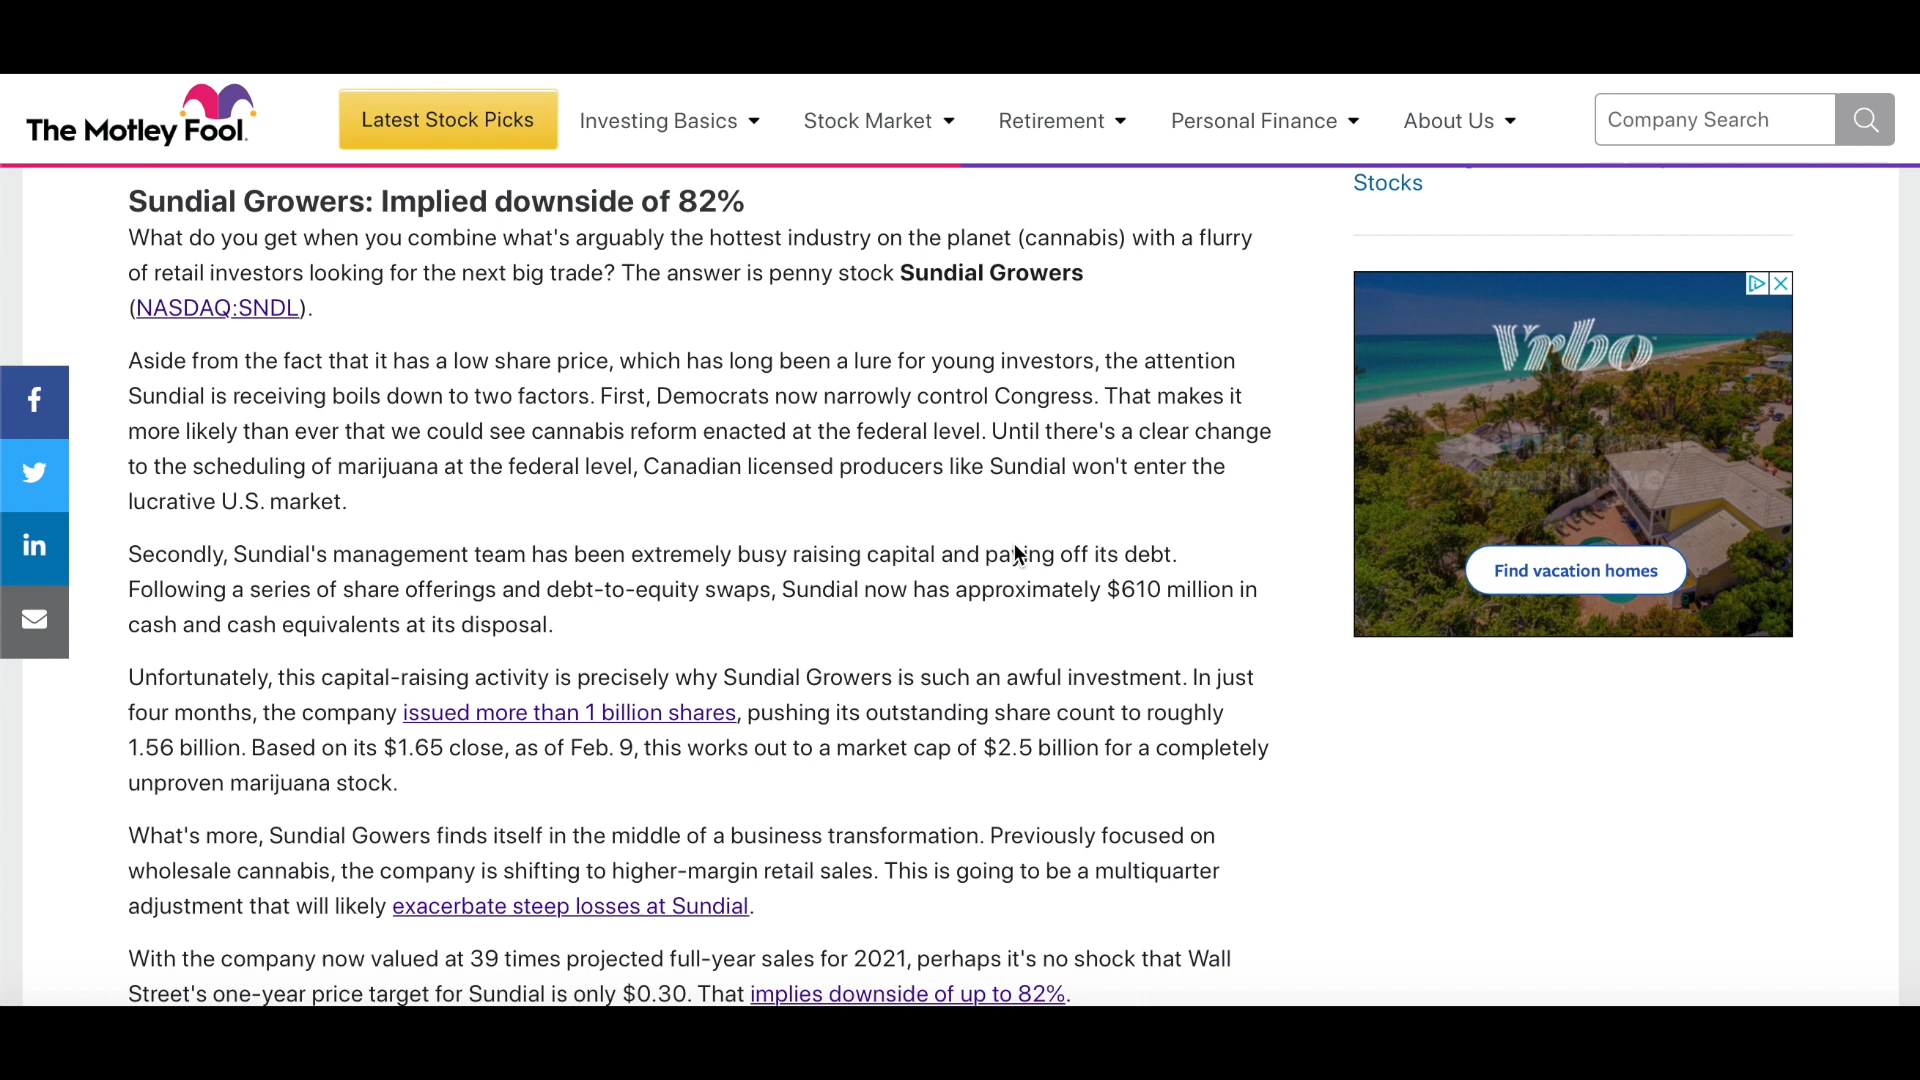 The Motley Fool.
Latest Stock Picks
Investing Basics
Stock Market
Retirement
Personal Finance
About Us
Company Search
Sundial Growers: Implied downside of 82%
What do you get when you combine what's arguably the hottest industry on the planet (cannabis) with a flurry
of retail investors looking for the next big trade? The answer is penny stock Sundial Growers
(NASDAQ:SNDL).
Aside from the fact that it has a low share price, which has long been a lure for young investors, the attention
Sundial is receiving boils down to two factors. First, Democrats now narrowly control Congress. That makes it
more likely than ever that we could see cannabis reform enacted at the federal level. Until there's a clear change
to the scheduling of marijuana at the federal level, Canadian licensed producers like Sundial won't enter the
lucrative U.S. market.
Secondly, Sundial's management team has been extremely busy raising capital and paying off its debt.
Following a series of share offerings and debt-to-equity swaps, Sundial now has approximately $610 million in
cash and cash equivalents at its disposal.
Unfortunately, this capital-raising activity is precisely why Sundial Growers is such an awful investment. In just
four months, the company issued more than 1 billion shares, pushing its outstanding share count to roughly
1.56 billion. Based on its $1.65 close, as of Feb. 9, this works out to a market cap of $2.5 billion for a completely
unproven marijuana stock.
What's more, Sundial Gowers finds itself in the middle of a business transformation. Previously focused on
wholesale cannabis, the company is shifting to higher-margin retail sales. This is going to be a multiquarter
adjustment that will likely exacerbate steep losses at Sundial.
With the company now valued at 39 times projected full-year sales for 2021, perhaps it's no shock that Wall
Street's one-year price target for Sundial is only $0.30. That implies downside of up to 82%.
Stocks
Vrbo
Find vacation homes
f
in